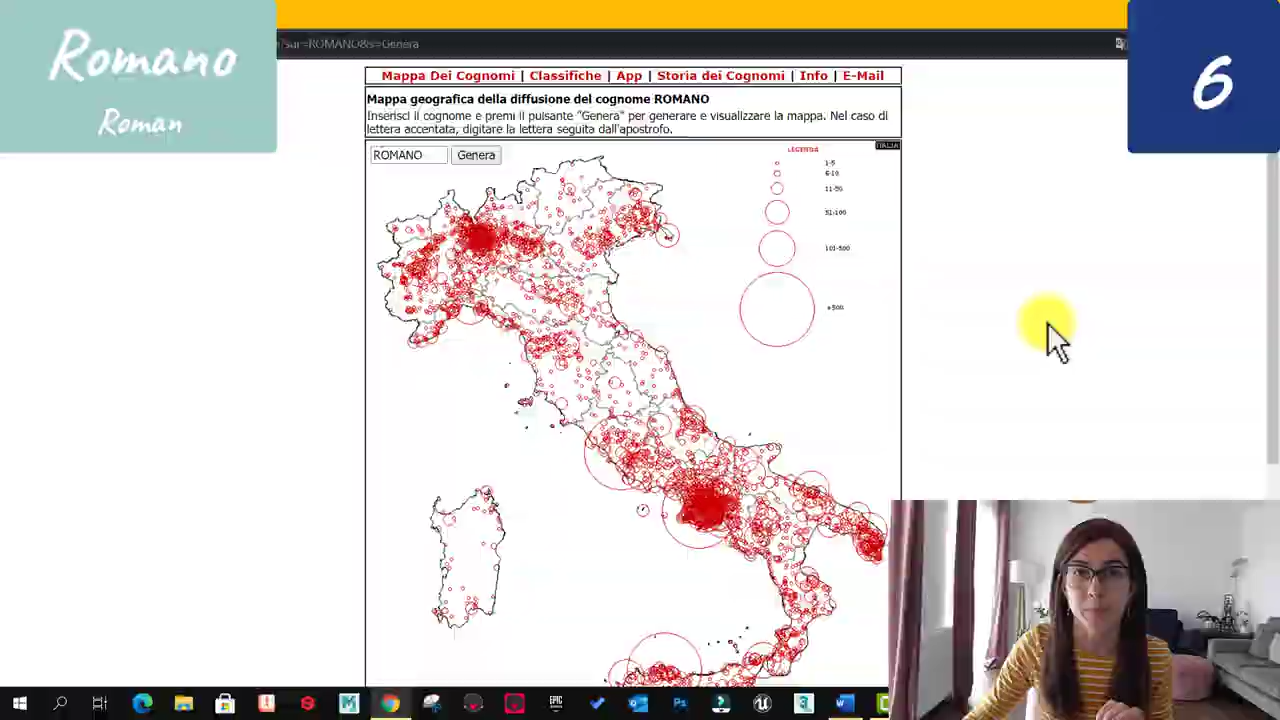 Romano
Roman
6
?sur=ROMANO&s=Genera
Mappa Dei Cognomi | Classifiche | App | Storia dei Cognomi | Info | E-Mail
Mappa geografica della diffusione del cognome ROMANO
Inserisci il cognome e premi il pulsante "Genera" per generare e visualizzare la mappa. Nel caso di
lettera accentata, digitare la lettera seguita dall'apostrofo.
ITALIA
ROMANO Genera
LEGENDA
1-5
6-10
11-50
51-100
101-500
+500